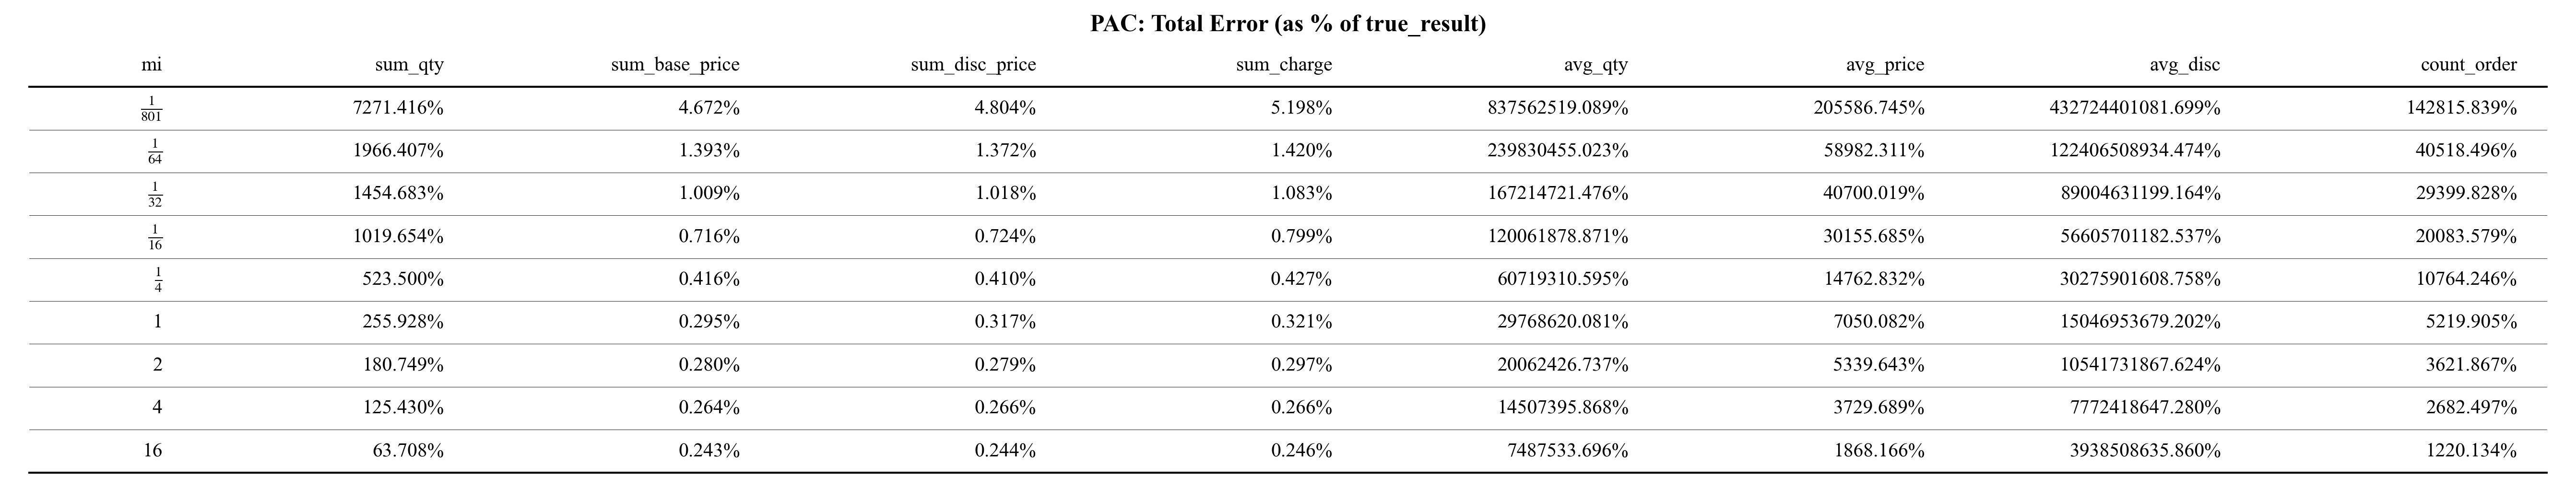 PAC: Total Error (as % of true_result)
mi sum_qty sum_base_price sum_disc_price sum_charge avg_qty avg_price avg_disc count_order
1/801 7271.416% 4.672% 4.804% 5.198% 837562519.089% 205586.745% 432724401081.699% 142815.839%
1/64 1966.407% 1.393% 1.372% 1.420% 239830455.023% 58982.311% 122406508934.474% 40518.496%
1/32 1454.683% 1.009% 1.018% 1.083% 167214721.476% 40700.019% 89004631199.164% 29399.828%
1/16 1019.654% 0.716% 0.724% 0.799% 120061878.871% 30155.685% 56605701182.537% 20083.579%
1/4 523.500% 0.416% 0.410% 0.427% 60719310.595% 14762.832% 30275901608.758% 10764.246%
1 255.928% 0.295% 0.317% 0.321% 29768620.081% 7050.082% 15046953679.202% 5219.905%
2 180.749% 0.280% 0.279% 0.297% 20062426.737% 5339.643% 10541731867.624% 3621.867%
4 125.430% 0.264% 0.266% 0.266% 14507395.868% 3729.689% 7772418647.280% 2682.497%
16 63.708% 0.243% 0.244% 0.246% 7487533.696% 1868.166% 3938508635.860% 1220.134%